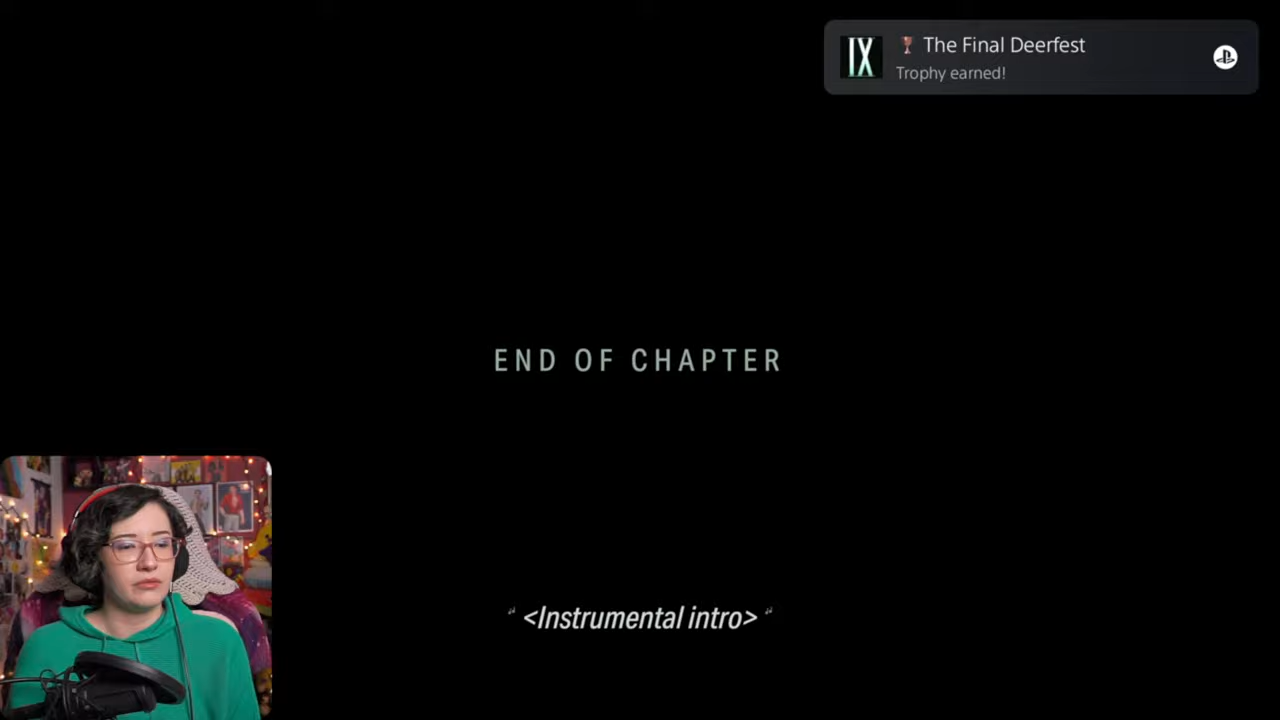 IX
The Final Deerfest
Trophy earned!
END OF CHAPTER
<Instrumental intro>